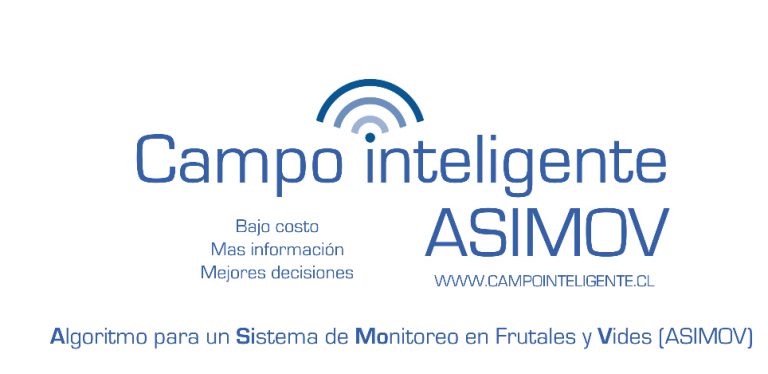 Campo inteligente
ASIMOV
Bajo costo
Mas información
Mejores decisiones
WWW.CAMPOINTELIGENTE.CL
Algoritmo para un Sistema de Monitoreo en Frutales y Vides (ASIMOV)